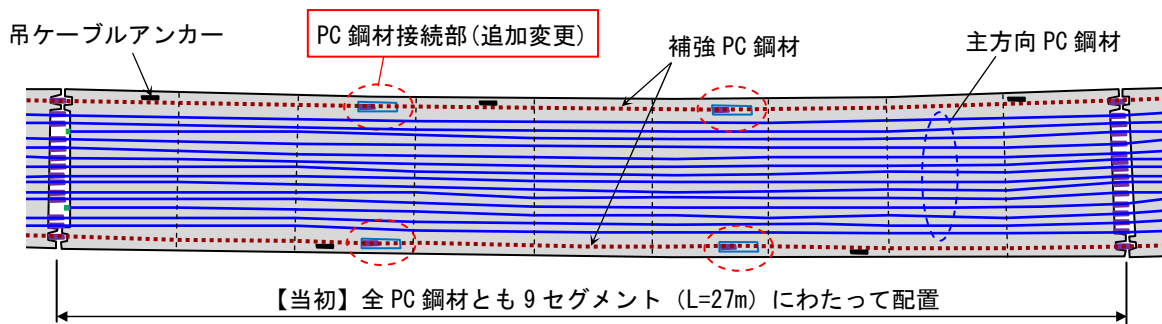 吊ケーブルアンカー
PC 鋼材接続部(追加変更)
補強 PC 鋼材
主方向 PC 鋼材
【当初】全 PC 鋼材とも 9 セグメント（L=27m）にわたって配置